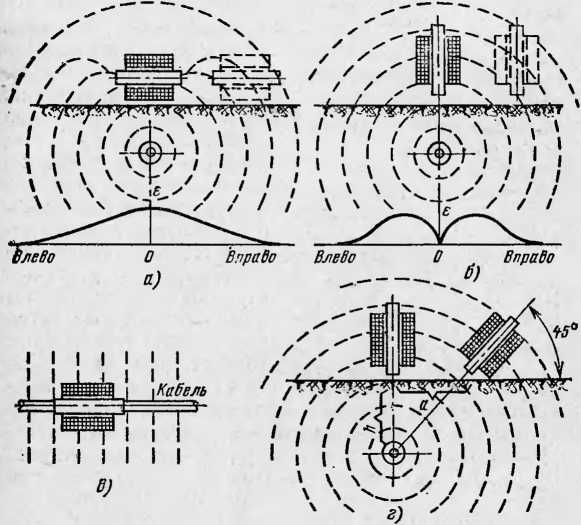 ε
Влево 0 Вправо
а)
ε
Влево 0 Вправо
б)
Кабель
в)
45°
a
h
г)